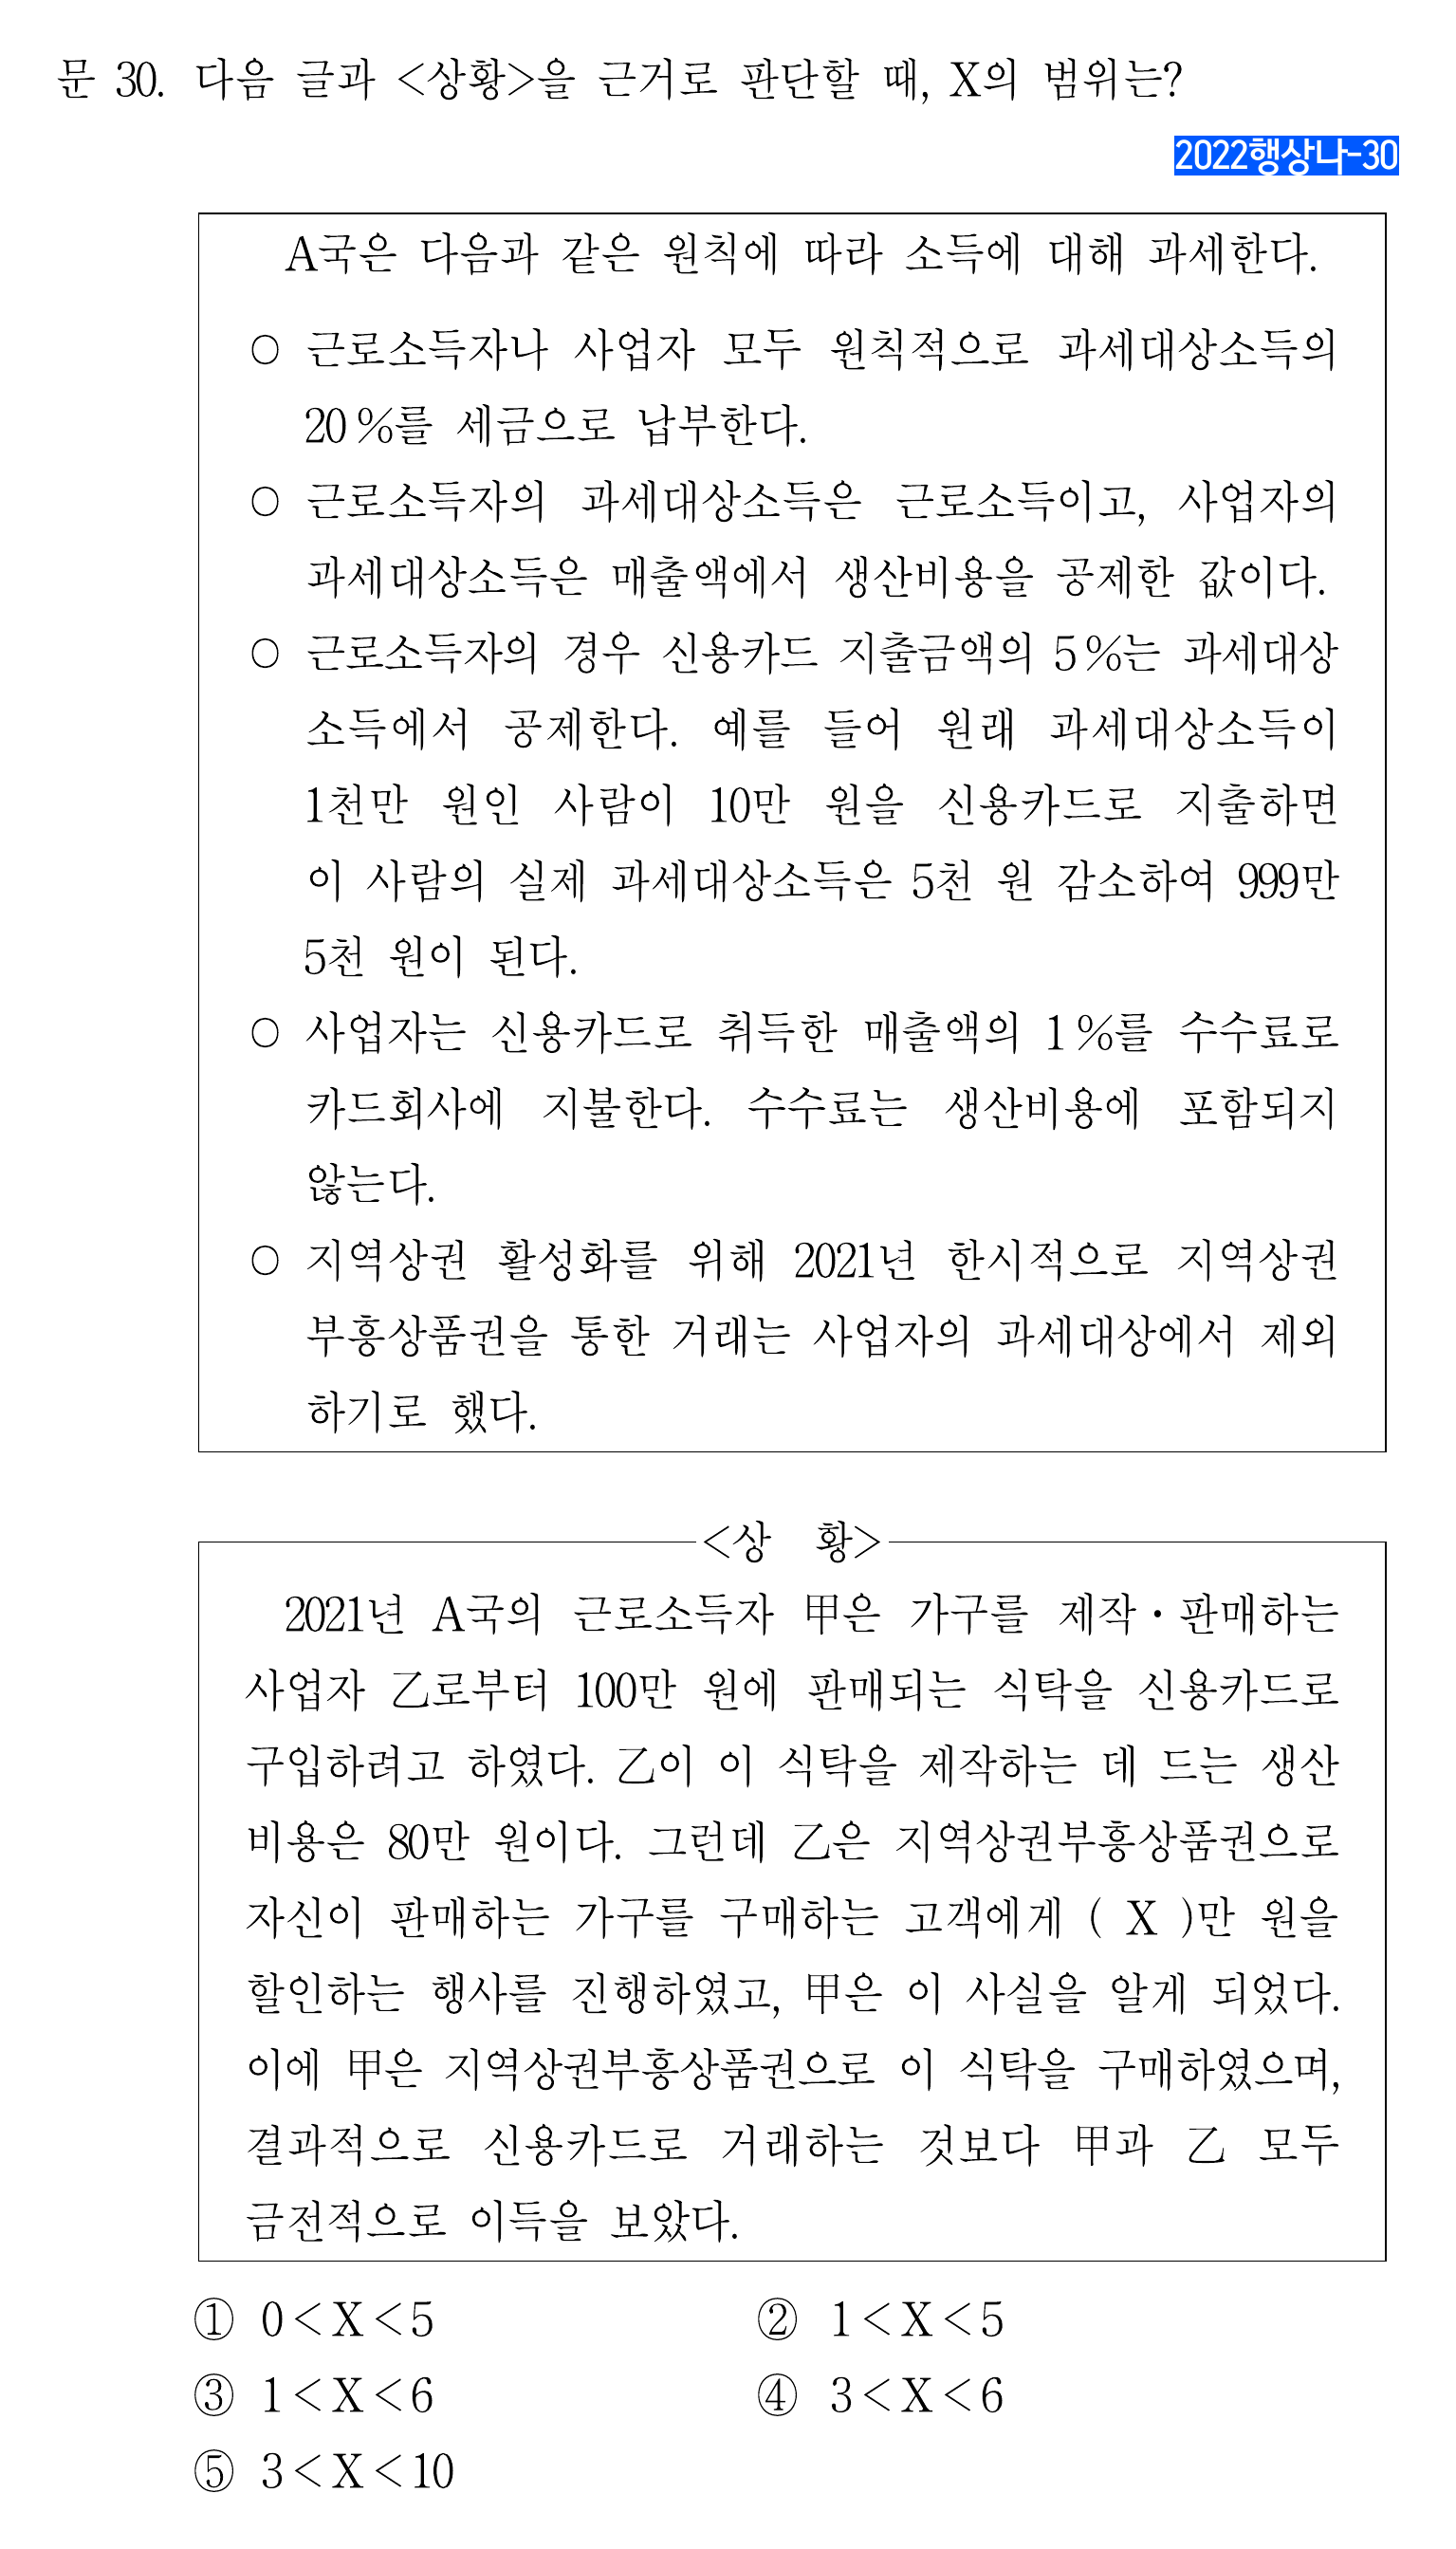 문 30. 다음 글과 <상황>을 근거로 판단할 때, X의 범위는?
2022행상나-30
A국은 다음과 같은 원칙에 따라 소득에 대해 과세한다.
○ 근로소득자나 사업자 모두 원칙적으로 과세대상소득의
20%를 세금으로 납부한다.
○ 근로소득자의 과세대상소득은 근로소득이고, 사업자의
과세대상소득은 매출액에서 생산비용을 공제한 값이다.
○ 근로소득자의 경우 신용카드 지출금액의 5%는 과세대상
소득에서 공제한다. 예를 들어 원래 과세대상소득이
1천만 원인 사람이 10만 원을 신용카드로 지출하면
이 사람의 실제 과세대상소득은 5천 원 감소하여 999만
5천 원이 된다.
○ 사업자는 신용카드로 취득한 매출액의 1%를 수수료로
카드회사에 지불한다. 수수료는 생산비용에 포함되지
않는다.
○ 지역상권 활성화를 위해 2021년 한시적으로 지역상권
부흥상품권을 통한 거래는 사업자의 과세대상에서 제외
하기로 했다.
<상 황>
2021년 A국의 근로소득자 甲은 가구를 제작·판매하는
사업자 乙로부터 100만 원에 판매되는 식탁을 신용카드로
구입하려고 하였다. 乙이 이 식탁을 제작하는 데 드는 생산
비용은 80만 원이다. 그런데 乙은 지역상권부흥상품권으로
자신이 판매하는 가구를 구매하는 고객에게 ( X )만 원을
할인하는 행사를 진행하였고, 甲은 이 사실을 알게 되었다.
이에 甲은 지역상권부흥상품권으로 이 식탁을 구매하였으며,
결과적으로 신용카드로 거래하는 것보다 甲과 乙 모두
금전적으로 이득을 보았다.
① 0<X<5 ② 1<X<5
③ 1<X<6 ④ 3<X<6
⑤ 3<X<10